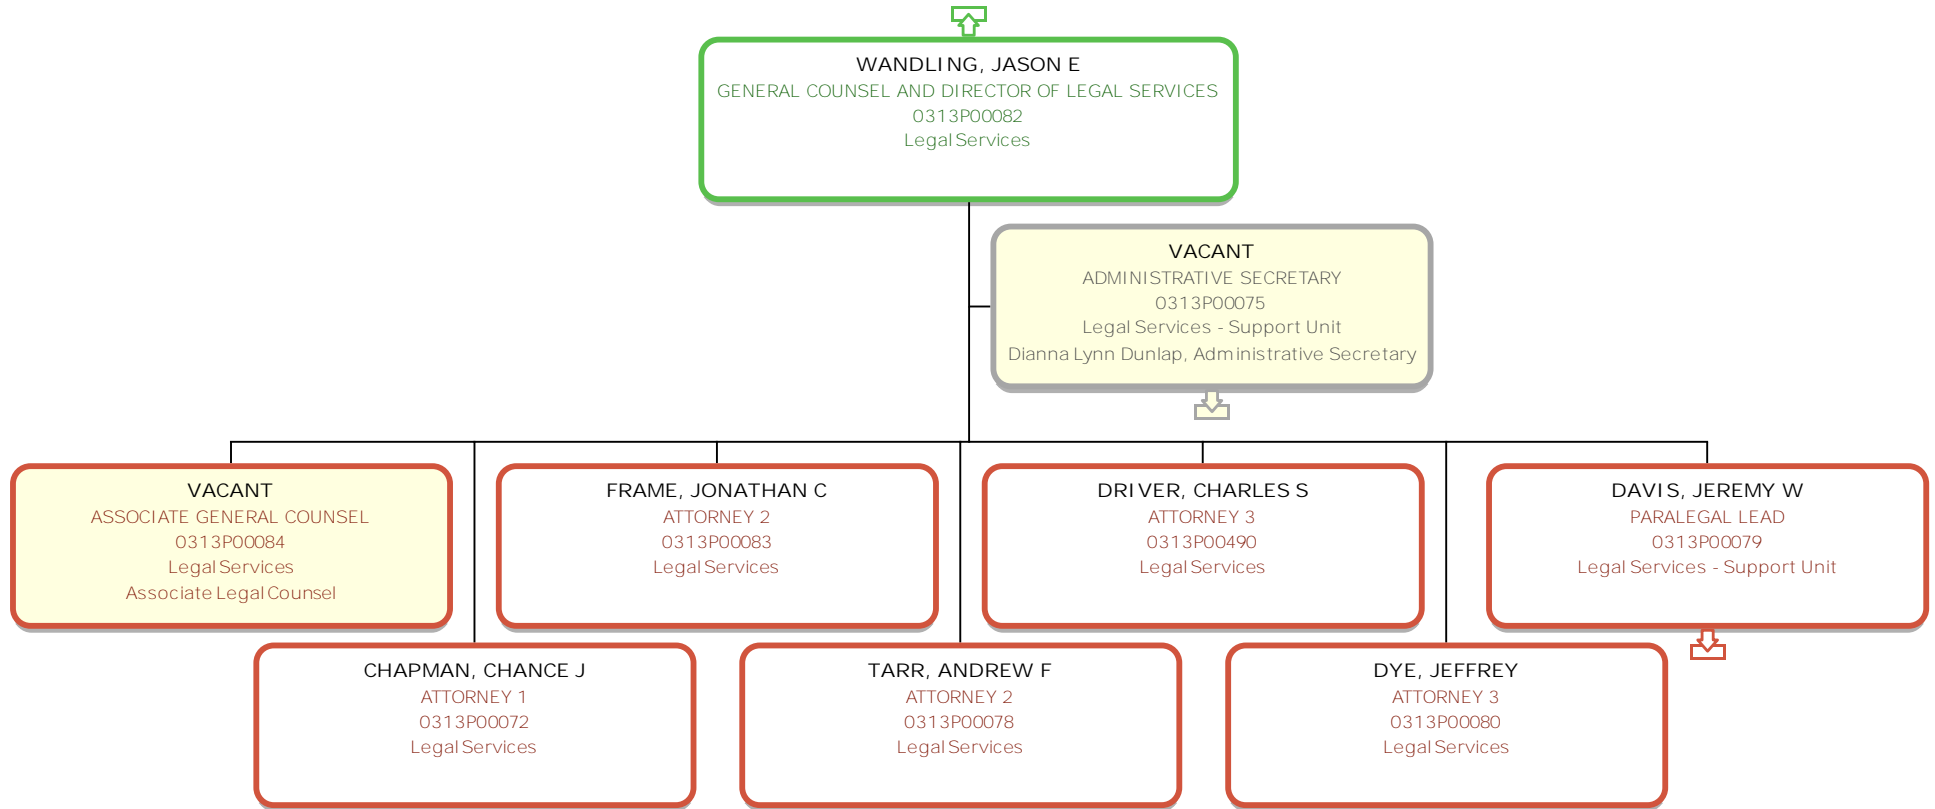 WANDLING, JASON E
GENERAL COUNSEL AND DIRECTOR OF LEGAL SERVICES
0313P00082
Legal Services
VACANT
ADMINISTRATIVE SECRETARY
0313P00075
Legal Services - Support Unit
Dianna Lynn Dunlap, Administrative Secretary
VACANT
ASSOCIATE GENERAL COUNSEL
0313P00084
Legal Services
Associate Legal Counsel
FRAME, JONATHAN C
ATTORNEY 2
0313P00083
Legal Services
DRIVER, CHARLES S
ATTORNEY 3
0313P00490
Legal Services
DAVIS, JEREMY W
PARALEGAL LEAD
0313P00079
Legal Services - Support Unit
CHAPMAN, CHANCE J
ATTORNEY 1
0313P00072
Legal Services
TARR, ANDREW F
ATTORNEY 2
0313P00078
Legal Services
DYE, JEFFREY
ATTORNEY 3
0313P00080
Legal Services